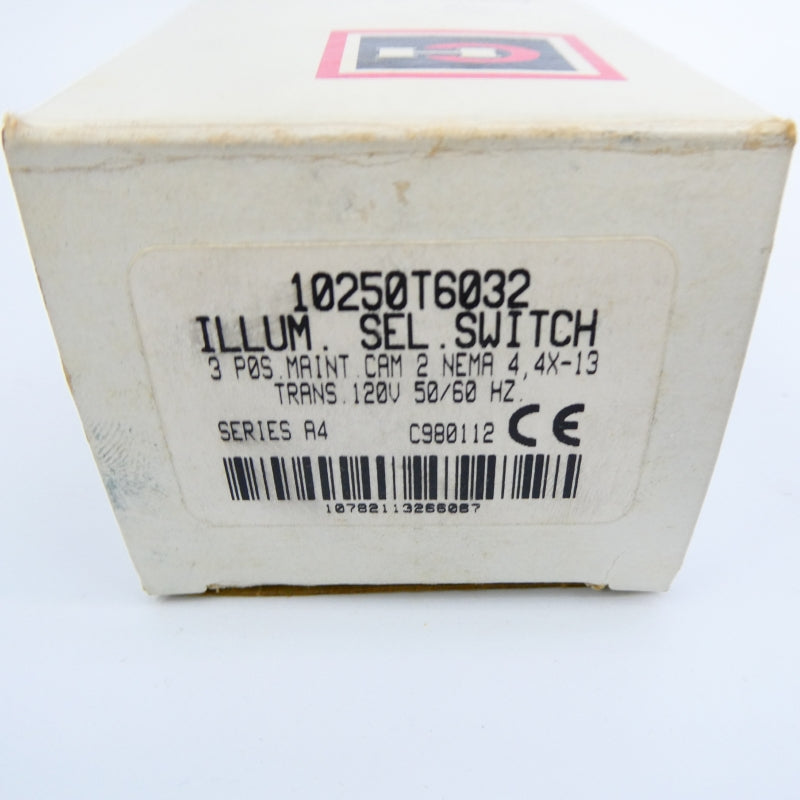 10250T6032
ILLUM. SEL.SWITCH
3 POS.MAINT.CAM 2 NEMA 4,4X-13
TRANS.120V 50/60 HZ.
SERIES A4 C980112 CE
10782113266067